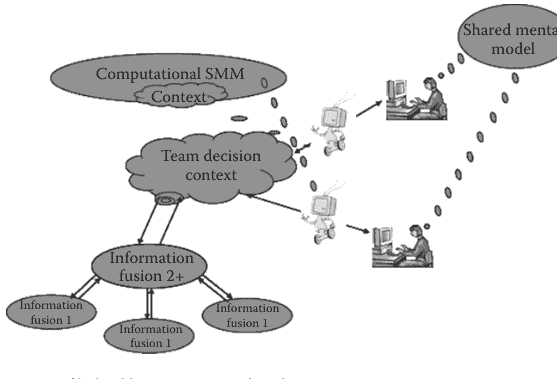 Shared menta
model
Computational SMM
Context
Team decision
context
Information
fusion 2+
Information
fusion 1
Information
fusion 1
Information
fusion 1